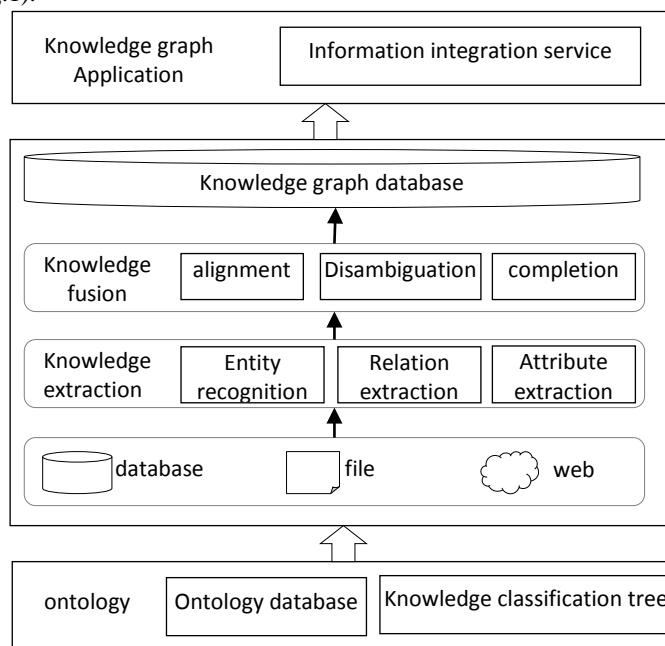 Knowledge graph
Application
Information integration service
Knowledge graph database
Knowledge
fusion
alignment
Disambiguation
completion
Knowledge
extraction
Entity
recognition
Relation
extraction
Attribute
extraction
database
file
web
ontology
Ontology database
Knowledge classification tree